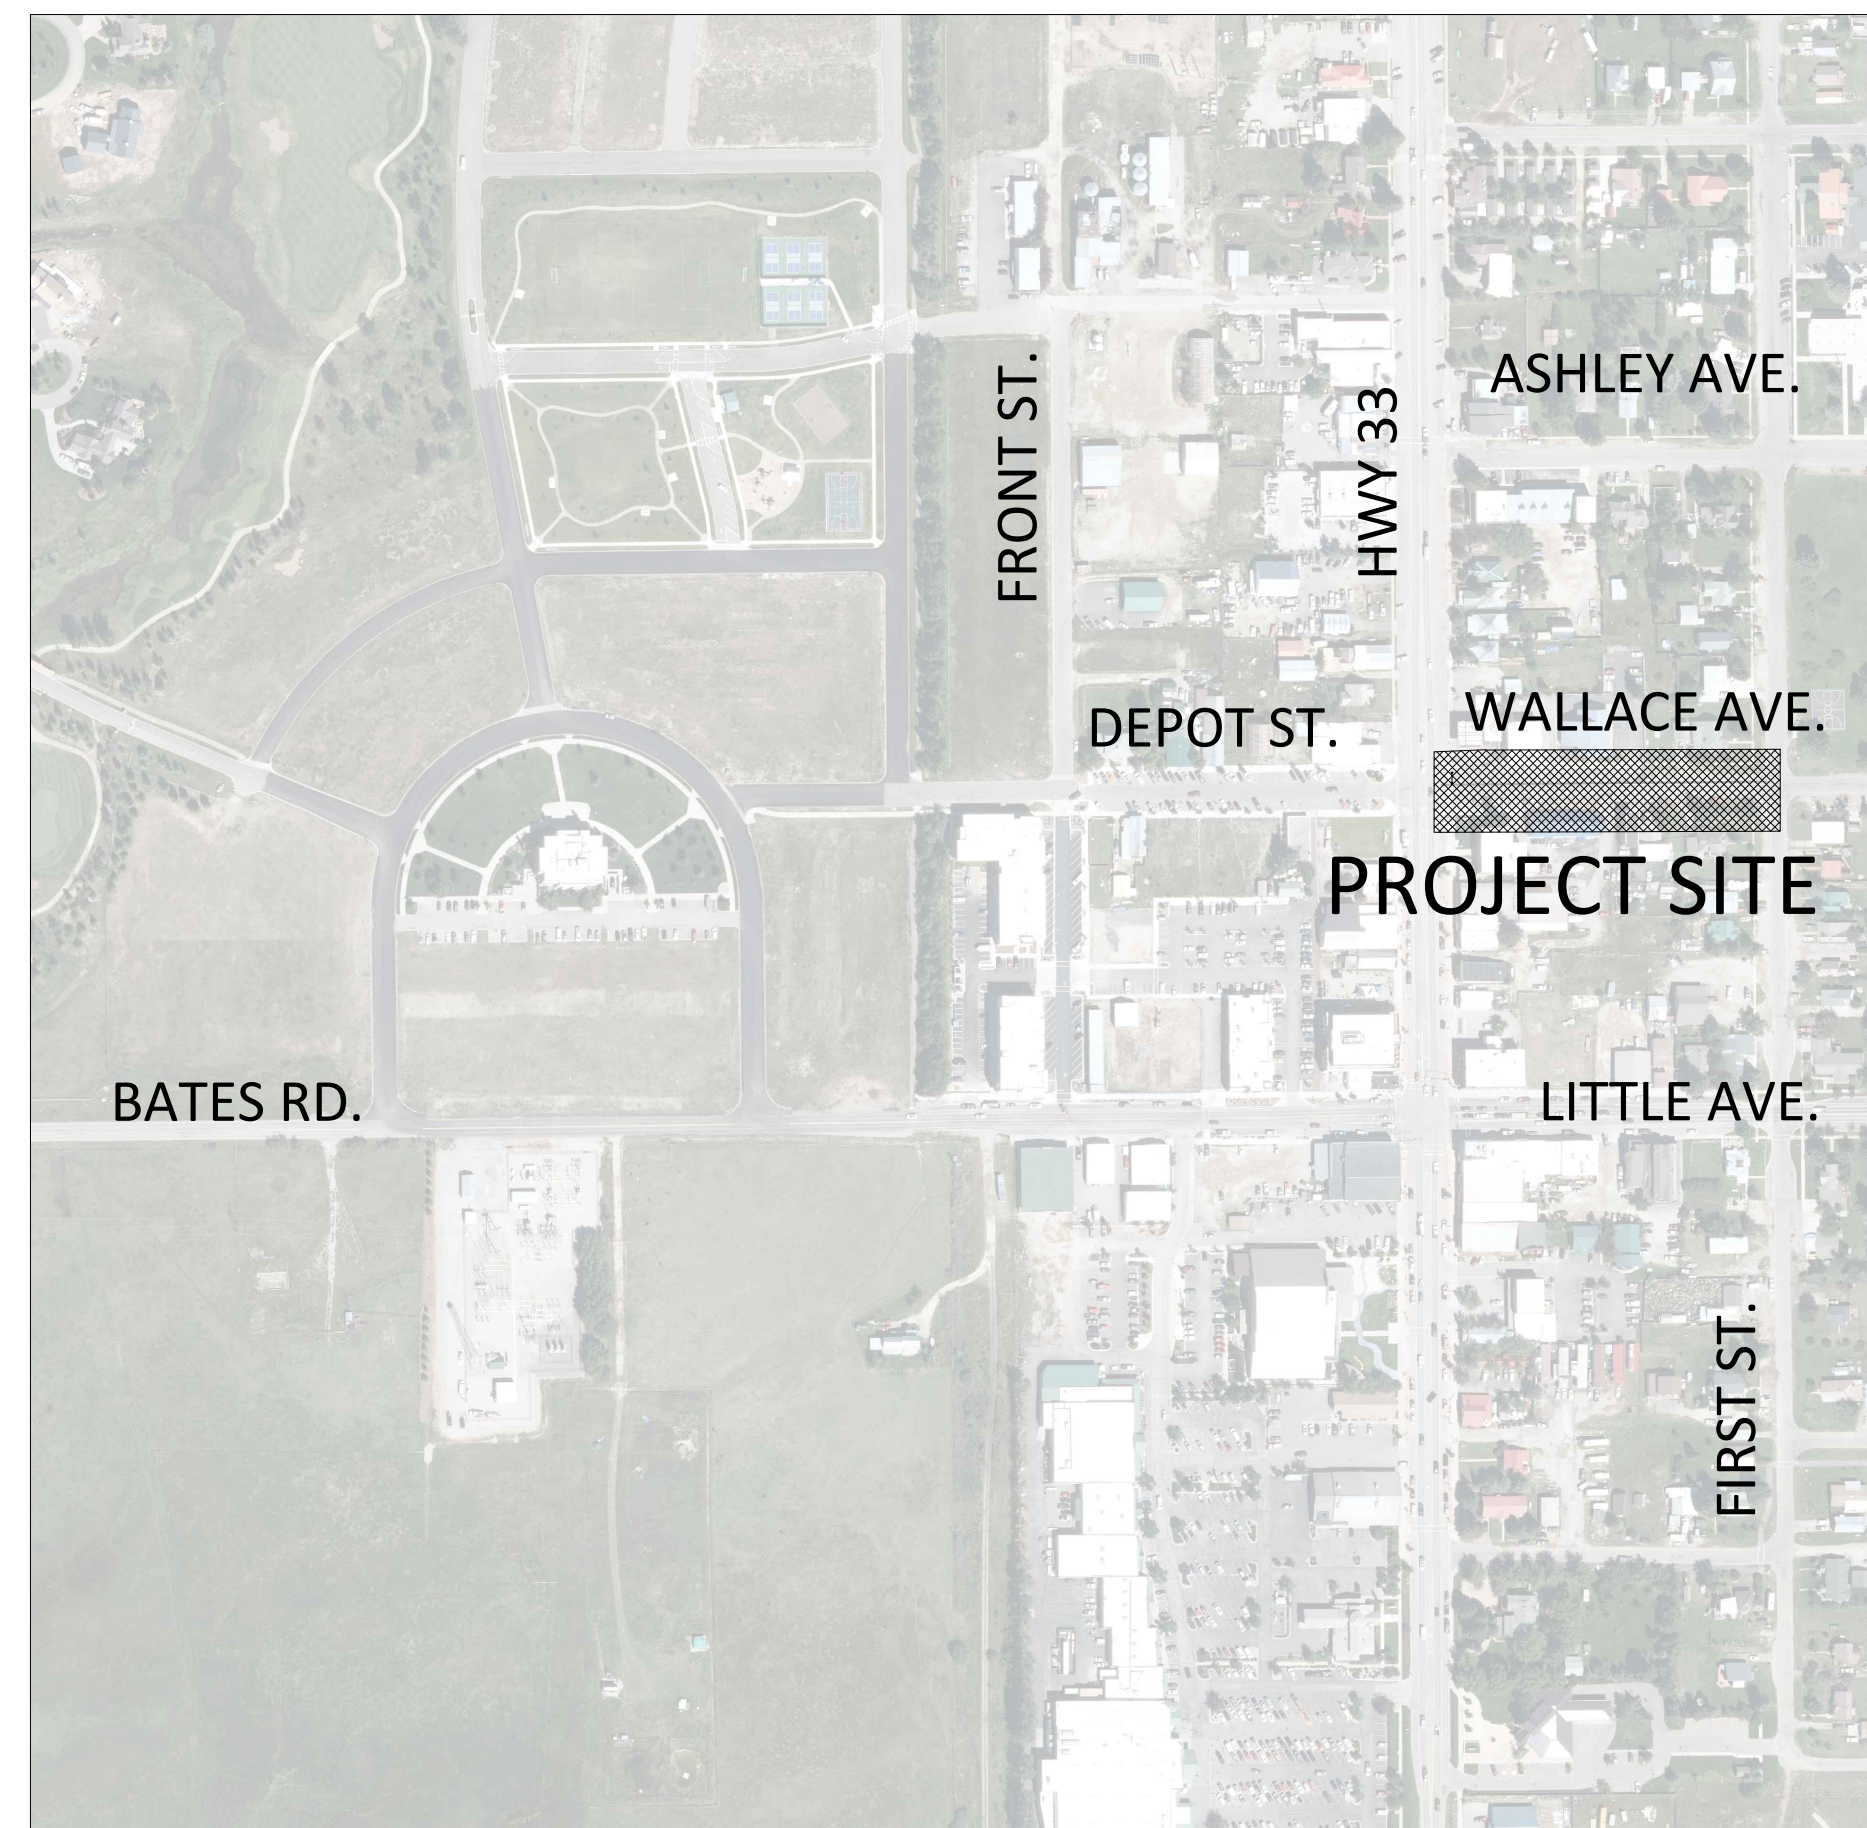 ASHLEY AVE.
FRONT ST.
HWY 33
WALLACE AVE.
DEPOT ST.
PROJECT SITE
BATES RD.
LITTLE AVE.
FIRST ST.